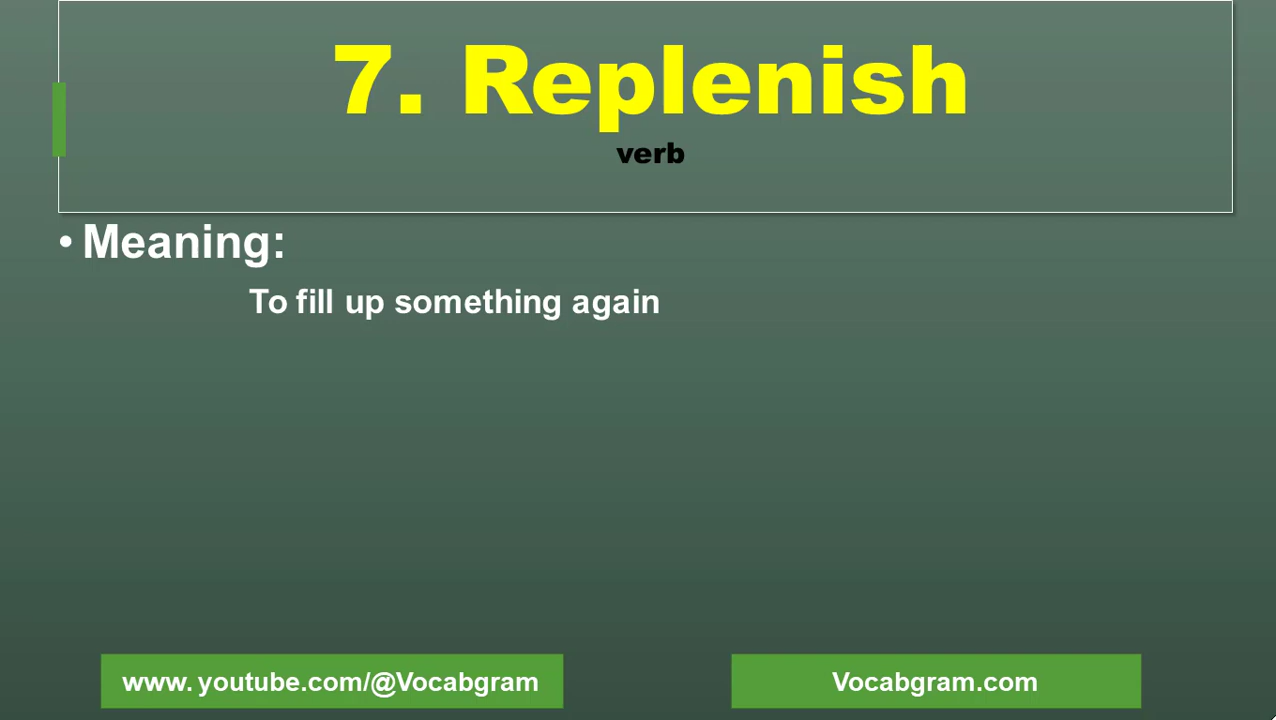 7. Replenish
verb
• Meaning:
To fill up something again
www. youtube.com/@Vocabgram
Vocabgram.com